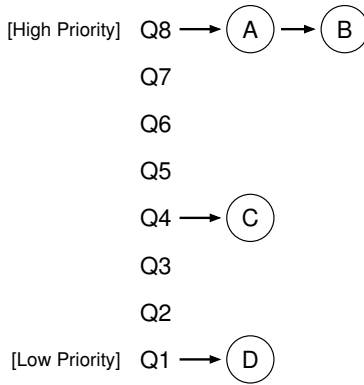 [High Priority] Q8 A B
Q7
Q6
Q5
Q4 C
Q3
Q2
[Low Priority] Q1 D